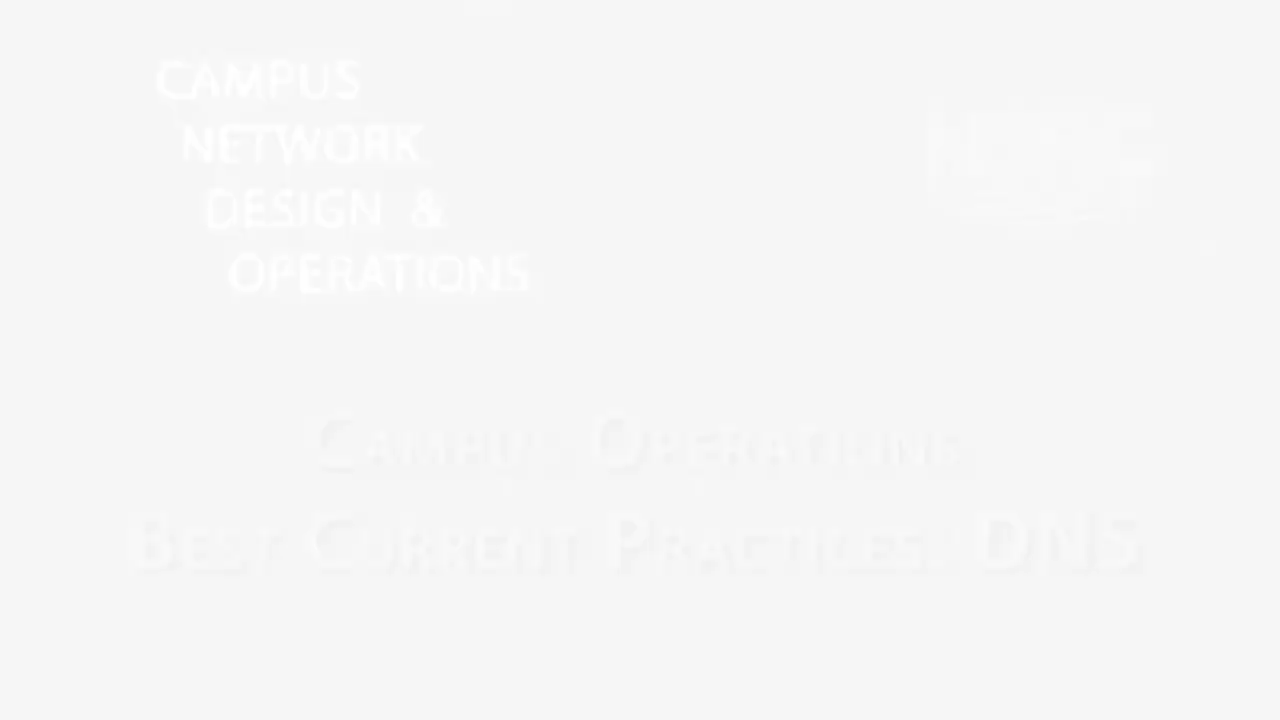 CAMPUS
NETWORK
DESIGN &
OPERATIONS
CAMPUS OPERATIONS
BEST CURRENT PRACTICES: DNS